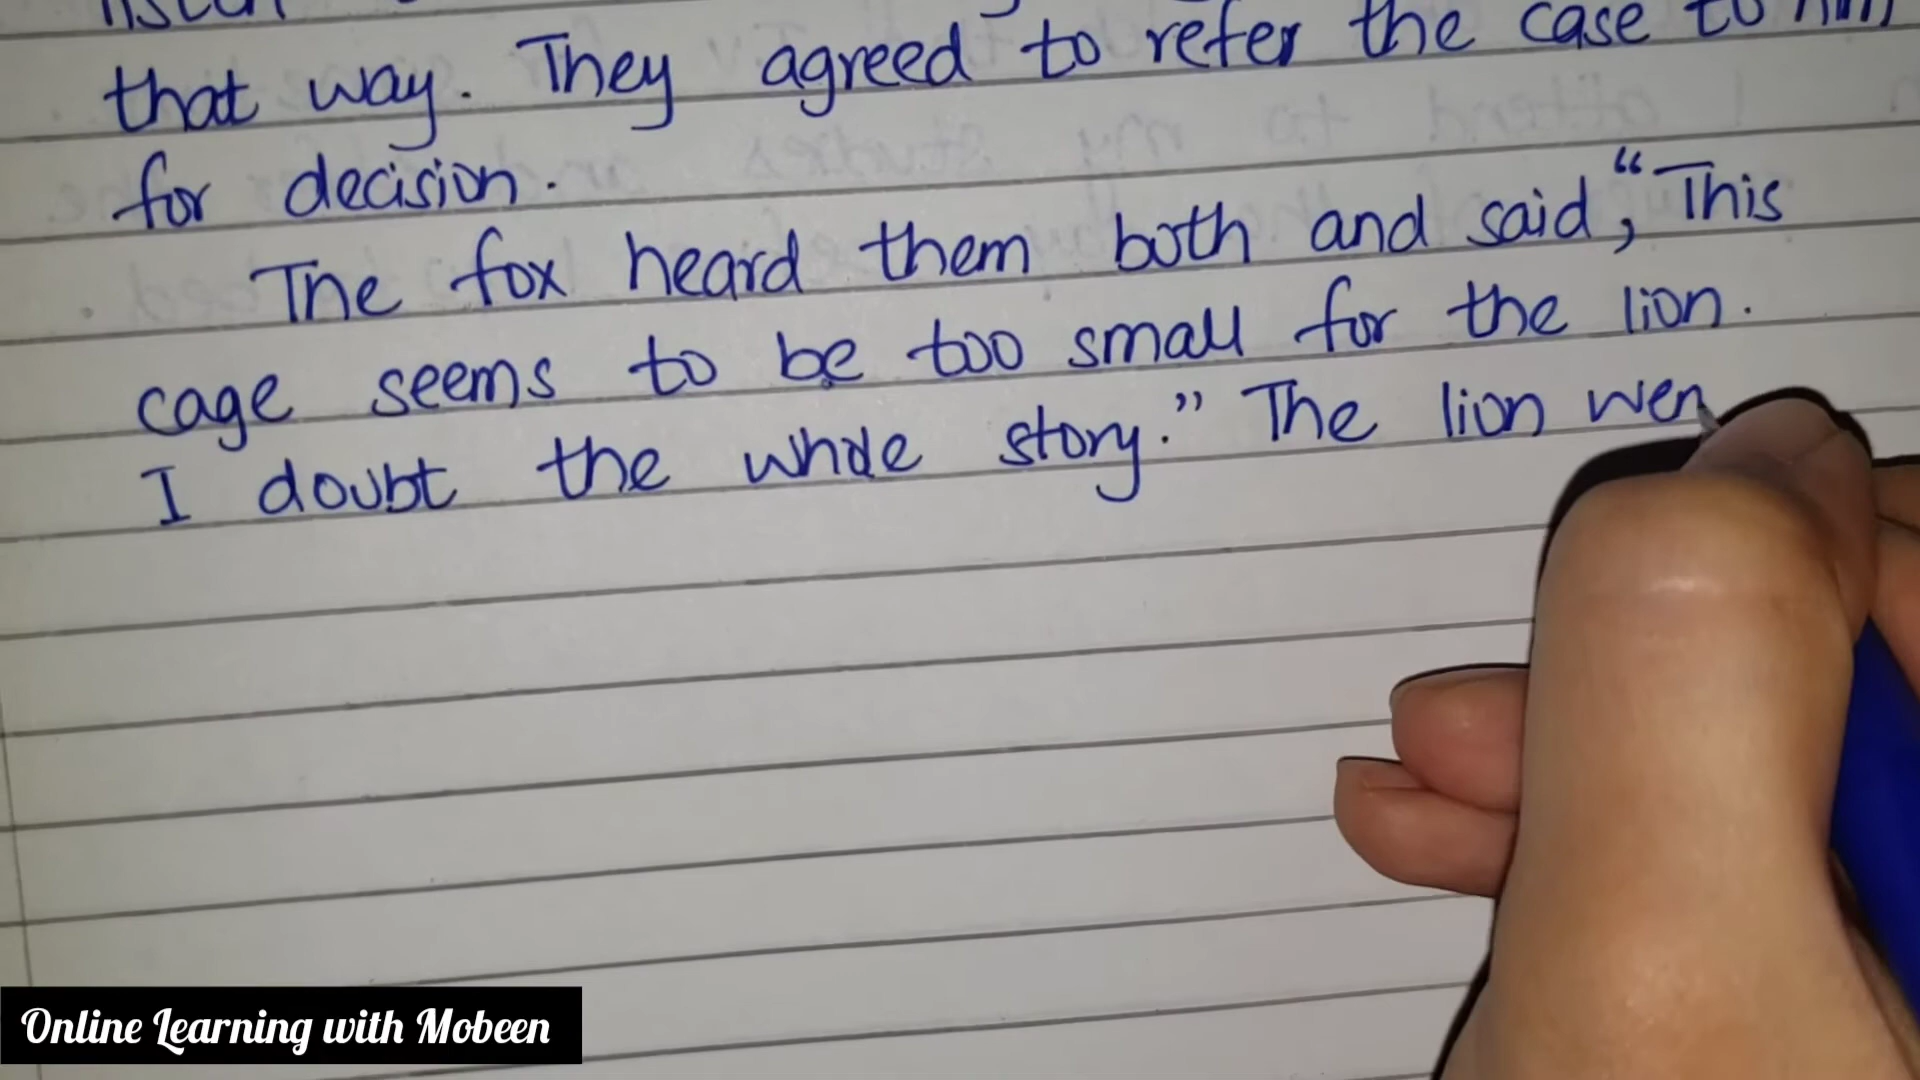 that way. They agreed to refer the case to him
for decision.
The fox heard them both and said, "This
cage seems to be too small for the lion.
I doubt the whole story." The lion wen
Online Learning with Mobeen